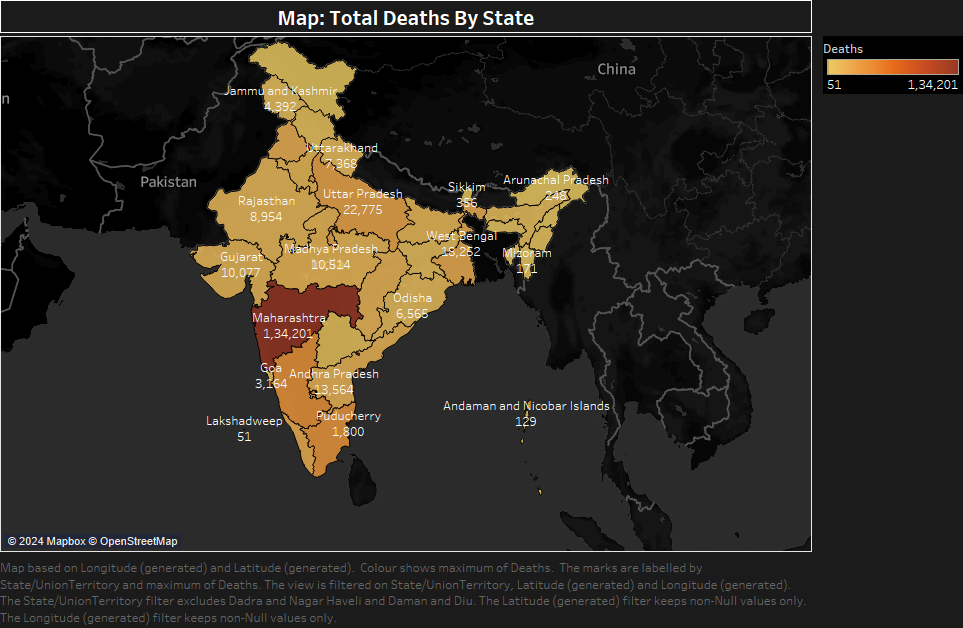 Map: Total Deaths By State
Deaths
51 1,34,201
China
n
Pakistan
Jammu and Kashmir
4,392
Uttarakhand
7,368
Sikkim
356
Arunachal Pradesh
248
Rajasthan
8,954
Uttar Pradesh
22,775
Gujarat
10,077
Madhya Pradesh
10,514
West Bengal
18,252
Mizoram
171
Odisha
6,565
Maharashtra
1,34,201
Goa
3,164
Andhra Pradesh
13,564
Lakshadweep
51
Puducherry
1,800
Andaman and Nicobar Islands
129
© 2024 Mapbox © OpenStreetMap
Map based on Longitude (generated) and Latitude (generated). Colour shows maximum of Deaths. The marks are labelled by
State/UnionTerritory and maximum of Deaths. The view is filtered on State/UnionTerritory, Latitude (generated) and Longitude (generated).
The State/UnionTerritory filter excludes Dadra and Nagar Haveli and Daman and Diu. The Latitude (generated) filter keeps non-Null values only.
The Longitude (generated) filter keeps non-Null values only.